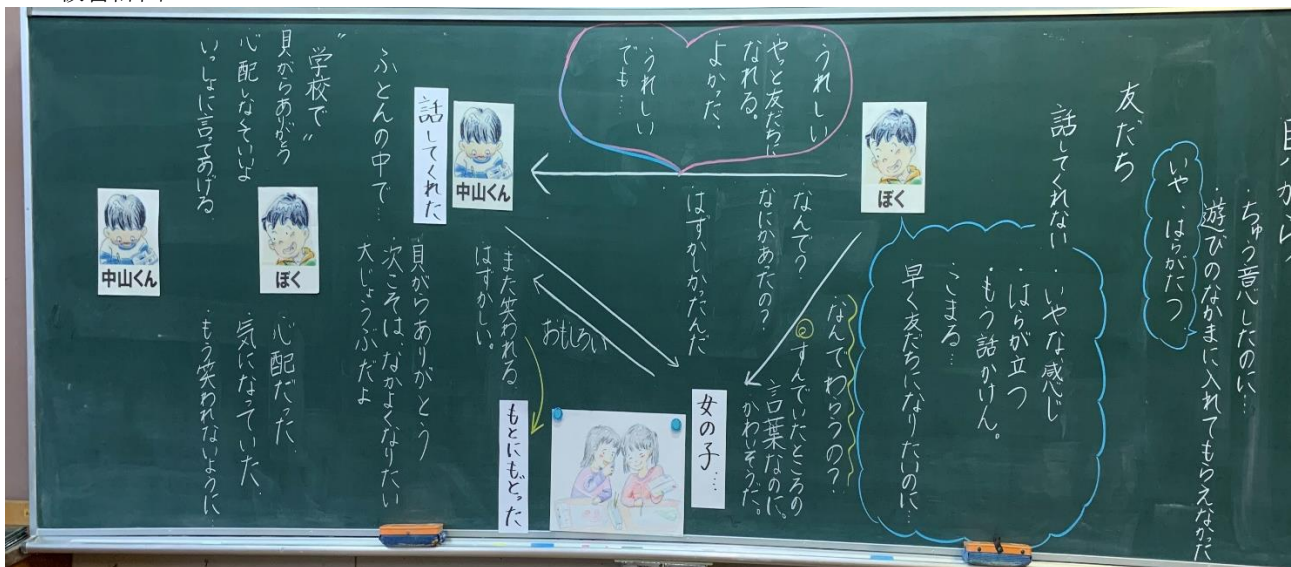 貝がら
・ちゅう意したのに…
・遊びのなかまに入れてもらえなかった
いや、はらがたつ
友だち
話してくれない
・いやな感じ
・はらが立つ
・もう話かけん。
・こまる…
早く友だちになりたいのに…
ぼく
なんでわらうの?
すんでいたところの
言葉なのに。
かわいそうだ。
なんで?
なにかあったの?
はずかしかったんだ
女の子…
・うれしい
・やっと友だちに
なれる。
・よかった。
・うれしい
でも…
中山くん
話してくれた
おもしろい
・また笑われる
はずかしい。
もとにもどった
ふとんの中で…
・貝がらありがとう
・次こそは、なかよくなりたい
・大じょうぶだよ
"学校で"
貝がらありがとう
心配しなくていいよ
いっしょに言ってあげる。
ぼく
・心配だった。
・気になっていた。
・もう笑われないように…
中山くん